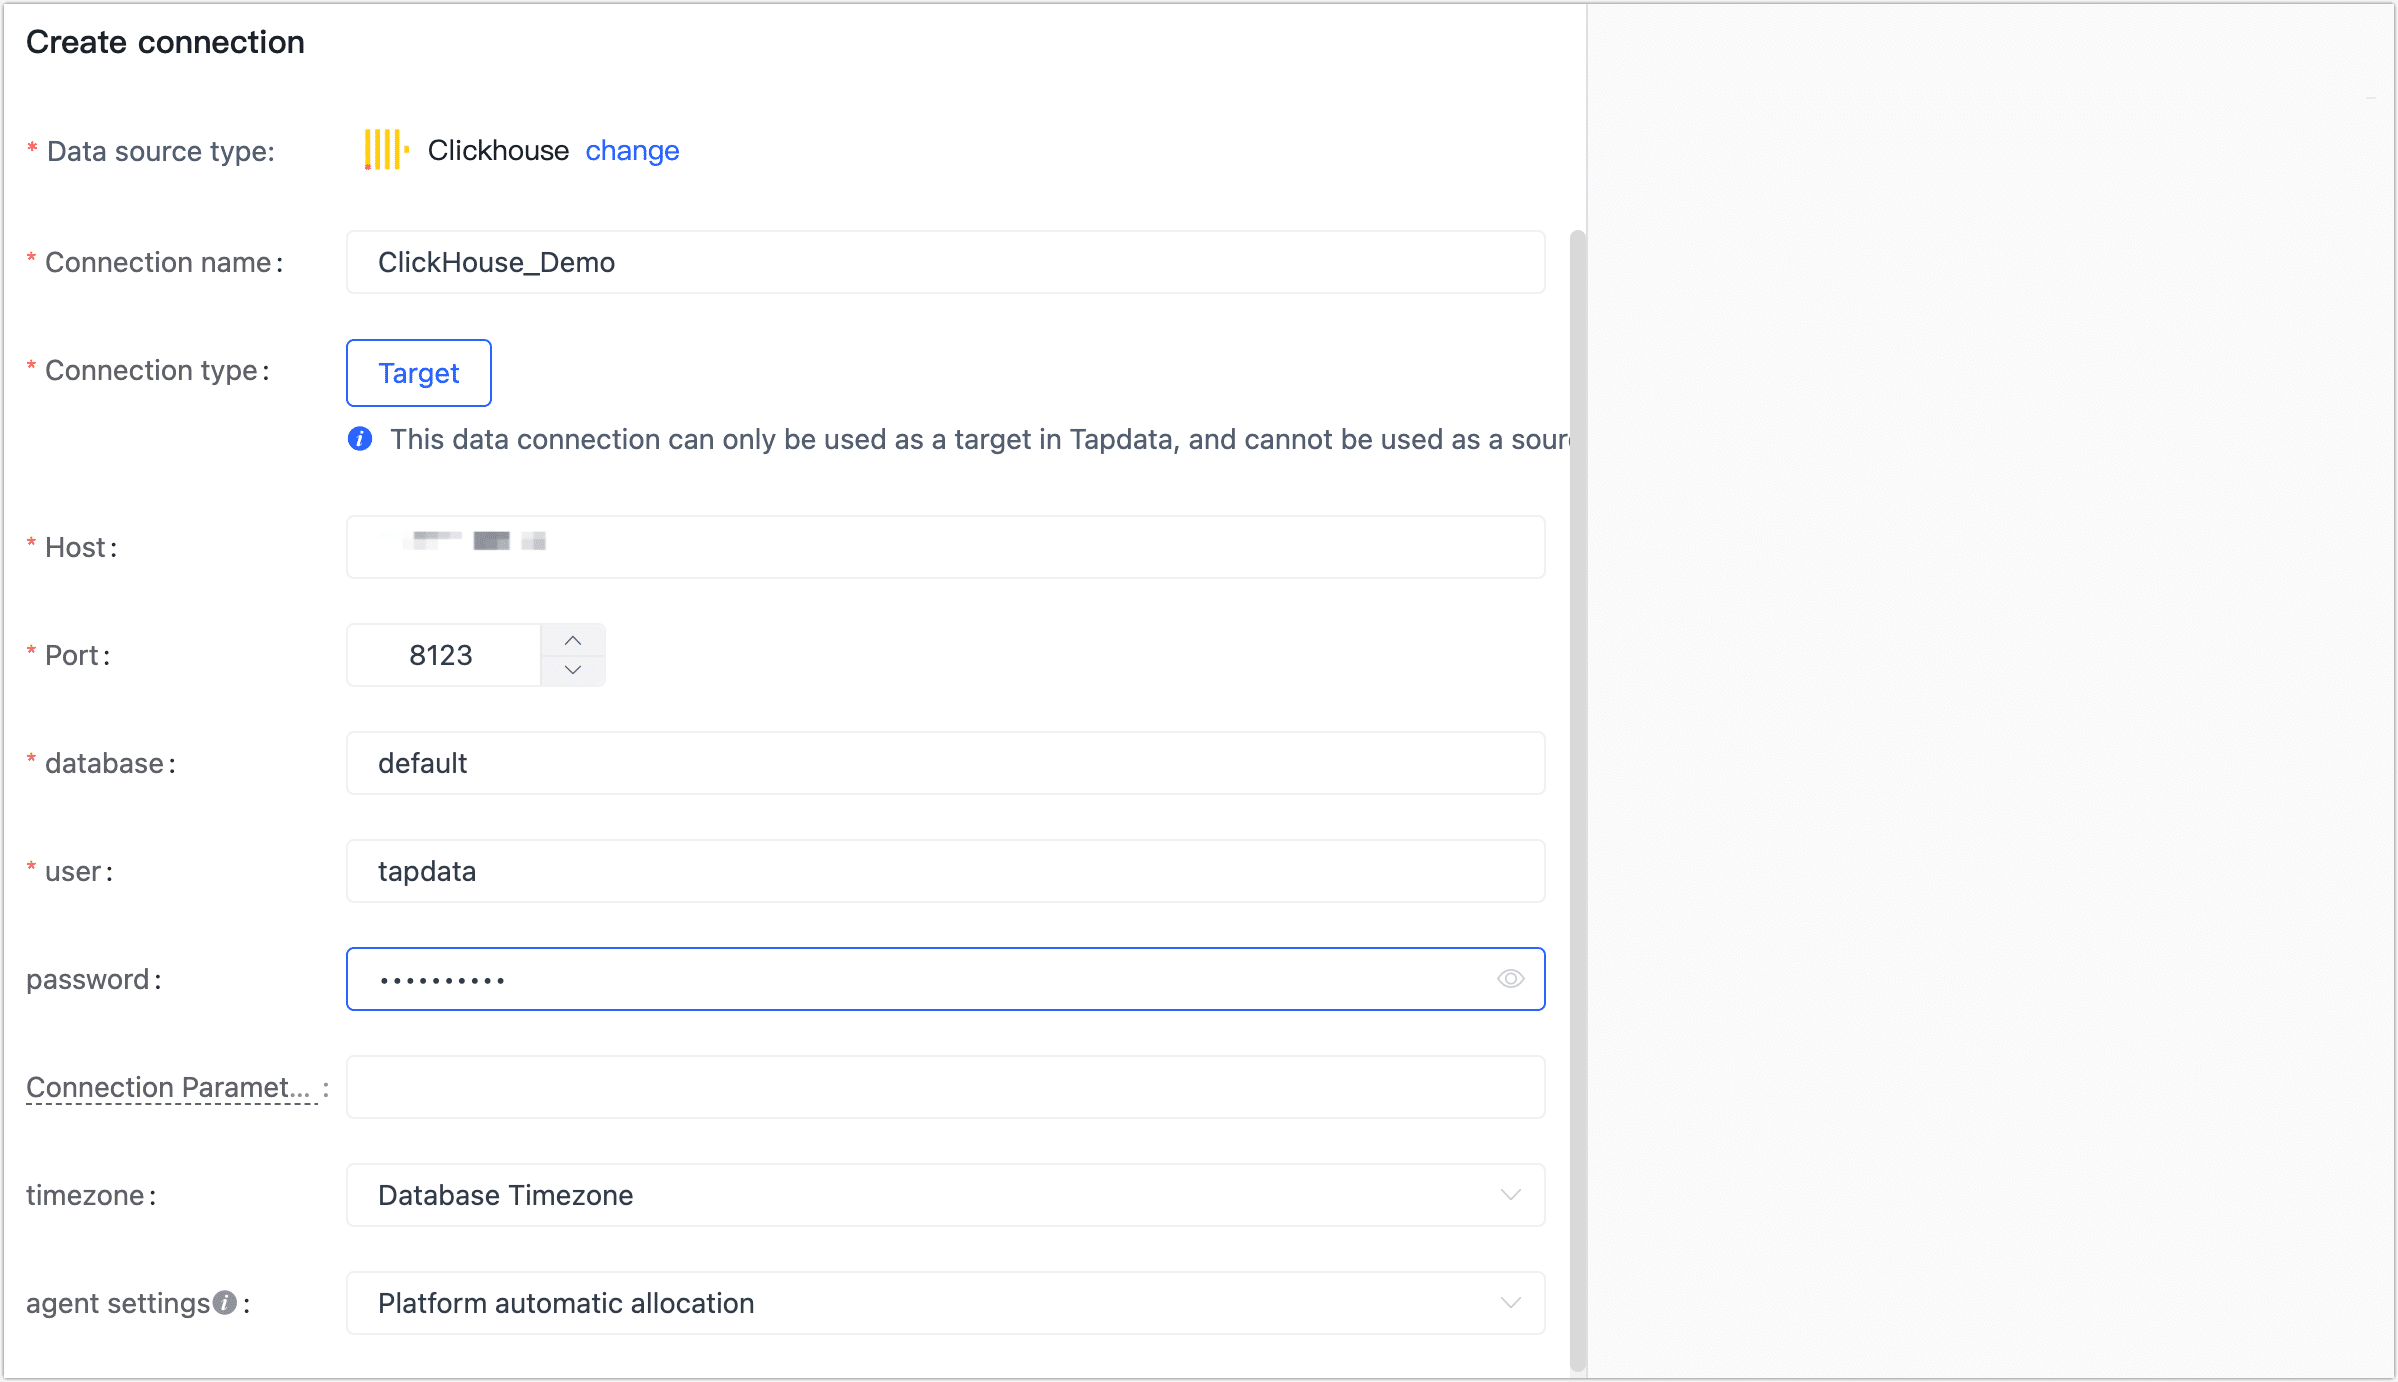 Create connection
* Data source type: Clickhouse change
* Connection name: ClickHouse_Demo
* Connection type: Target
This data connection can only be used as a target in Tapdata, and cannot be used as a
* Host:
* Port: 8123
* database: default
* user: tapdata
password: ••••••••••
Connection Paramet... :
timezone: Database Timezone
agent settings : Platform automatic allocation